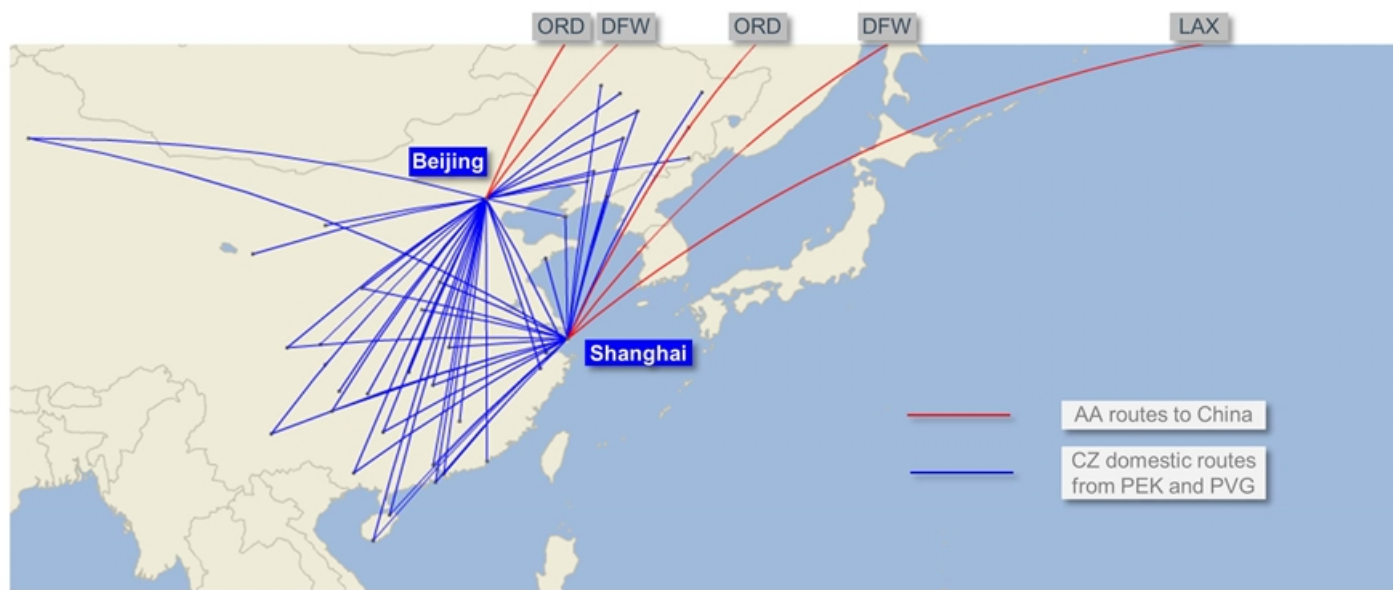 ORD DFW ORD DFW LAX
Beijing
Shanghai
AA routes to China
CZ domestic routes
from PEK and PVG